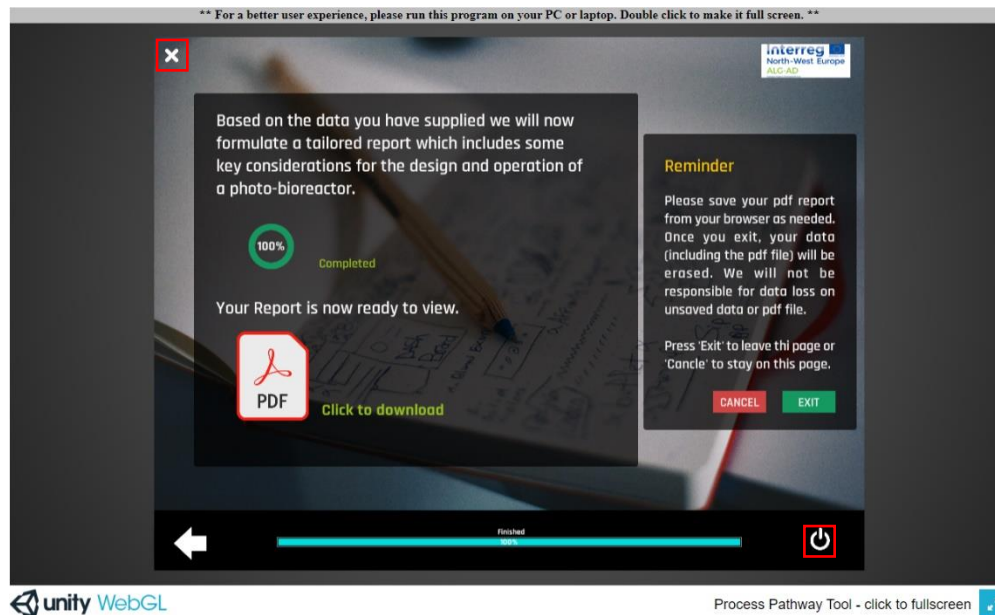 ** For a better user experience, please run this program on your PC or laptop. Double click to make it full screen. **
Interreg
North-West Europe
ALG-AD
Based on the data you have supplied we will now
formulate a tailored report which includes some
key considerations for the design and operation of
a photo-bioreactor.
100%
Completed
Your Report is now ready to view.
PDF
Click to download
Reminder
Please save your pdf report
from your browser as needed.
Once you exit, your data
(including the pdf file) will be
erased. We will not be
responsible for data loss on
unsaved data or pdf file.
Press 'Exit' to leave thi page or
'Cancle' to stay on this page.
CANCEL
EXIT
Finished
100%
unity WebGL
Process Pathway Tool - click to fullscreen